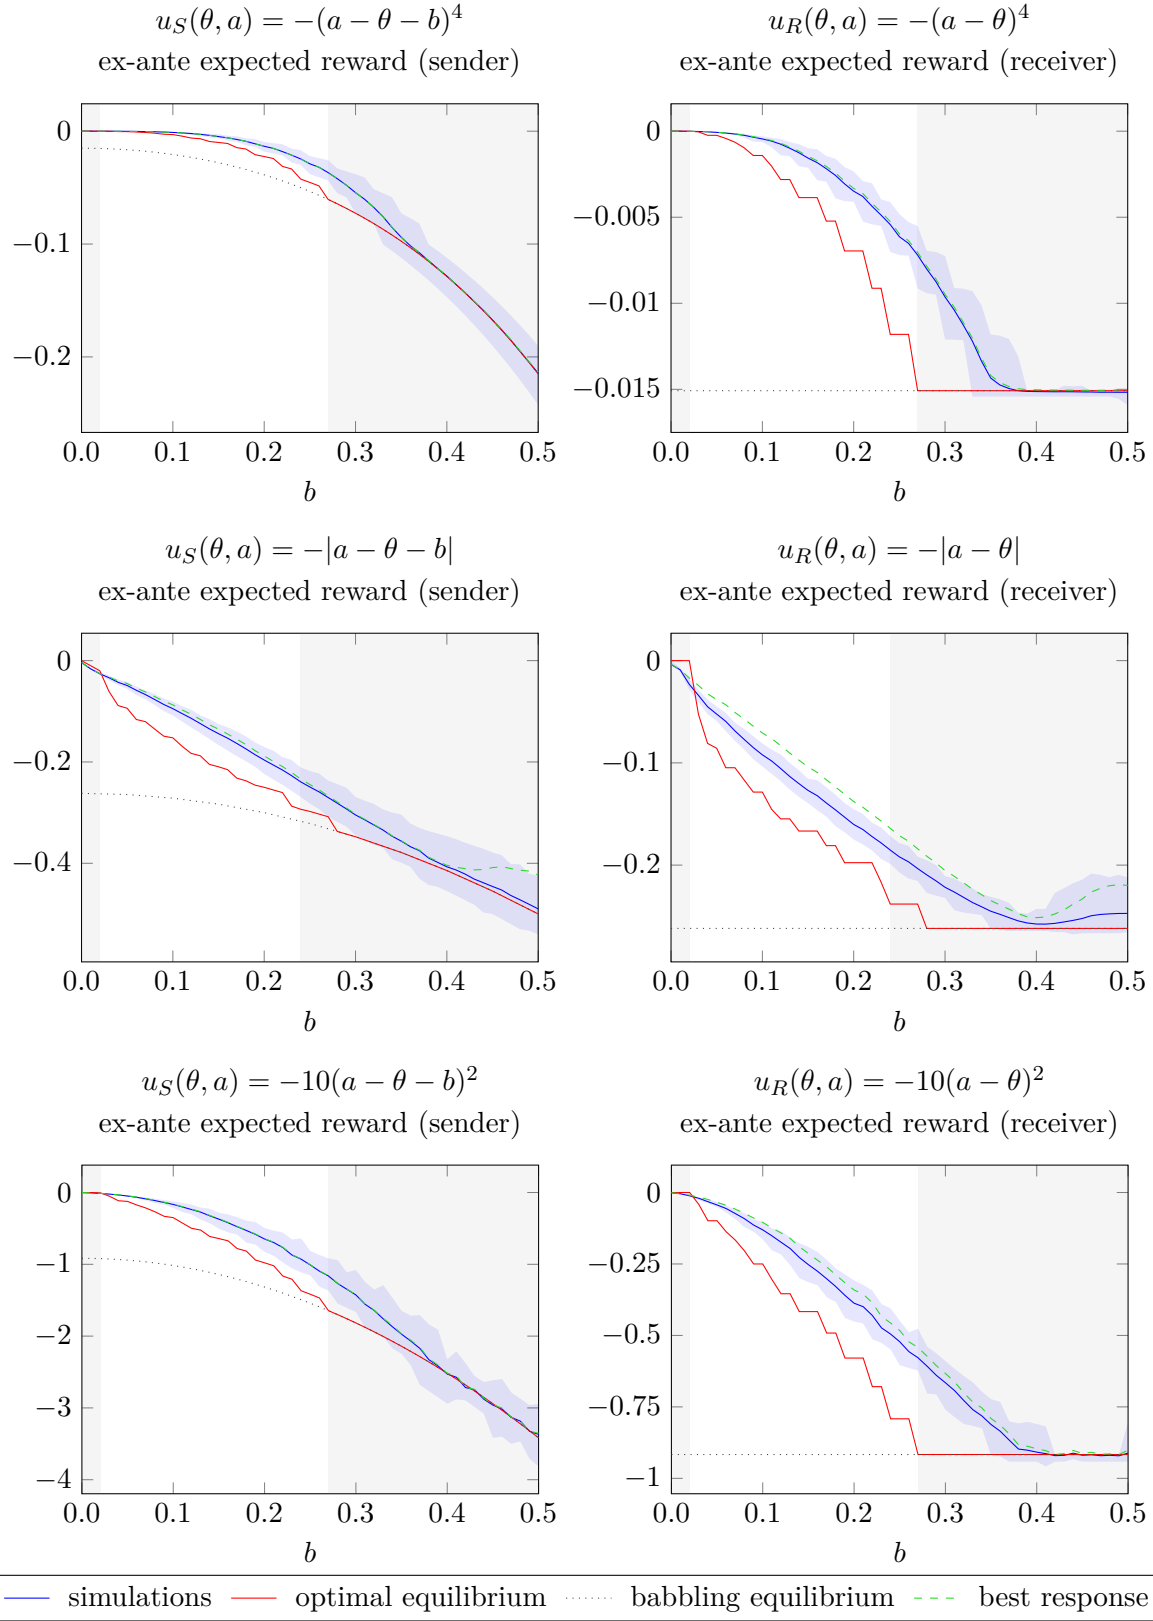 u_S(θ, a) = −(a − θ − b)^4
ex-ante expected reward (sender)
0
−0.1
−0.2
0.0 0.1 0.2 0.3 0.4 0.5
b
u_R(θ, a) = −(a − θ)^4
ex-ante expected reward (receiver)
0
−0.005
−0.01
−0.015
0.0 0.1 0.2 0.3 0.4 0.5
b
u_S(θ, a) = −|a − θ − b|
ex-ante expected reward (sender)
0
−0.2
−0.4
0.0 0.1 0.2 0.3 0.4 0.5
b
u_R(θ, a) = −|a − θ|
ex-ante expected reward (receiver)
0
−0.1
−0.2
0.0 0.1 0.2 0.3 0.4 0.5
b
u_S(θ, a) = −10(a − θ − b)^2
ex-ante expected reward (sender)
0
−1
−2
−3
−4
0.0 0.1 0.2 0.3 0.4 0.5
b
u_R(θ, a) = −10(a − θ)^2
ex-ante expected reward (receiver)
0
−0.25
−0.5
−0.75
−1
0.0 0.1 0.2 0.3 0.4 0.5
b
simulations optimal equilibrium babbling equilibrium best response